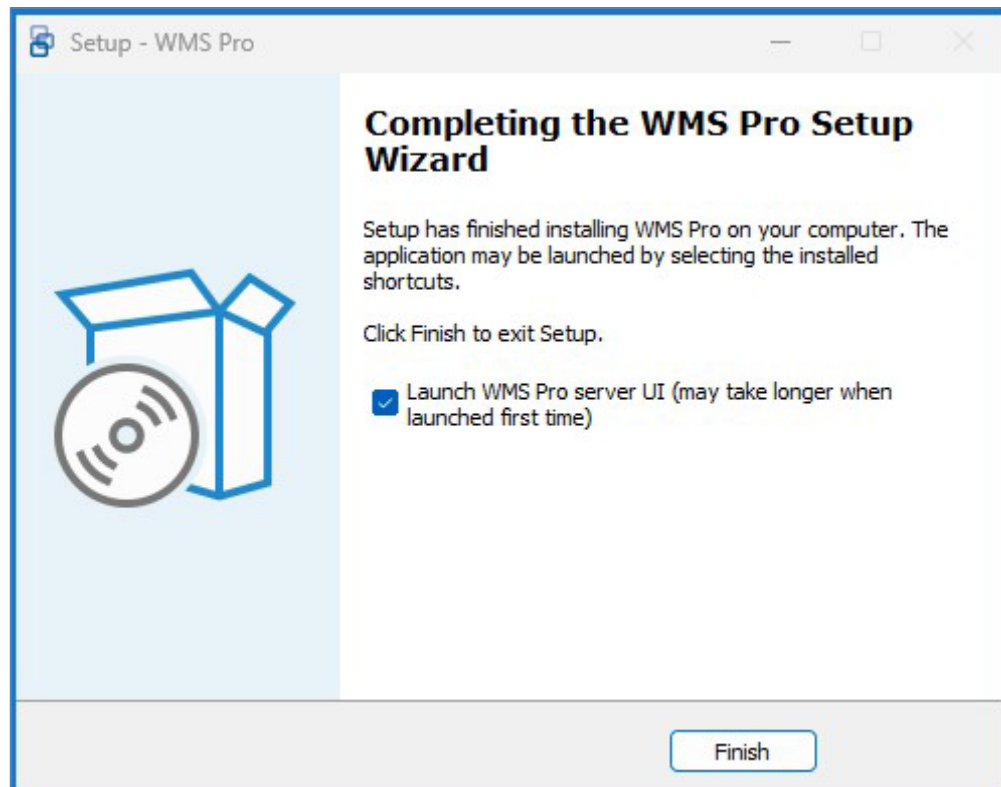 Setup - WMS Pro
Completing the WMS Pro Setup
Wizard
Setup has finished installing WMS Pro on your computer. The
application may be launched by selecting the installed
shortcuts.
Click Finish to exit Setup.
Launch WMS Pro server UI (may take longer when
launched first time)
Finish